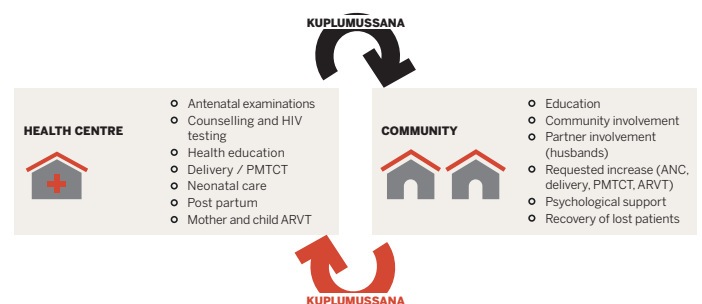 KUPLUMUSSANA
HEALTH CENTRE
Antenatal examinations
Counselling and HIV
testing
Health education
Delivery / PMTCT
Neonatal care
Post partum
Mother and child ARVT
COMMUNITY
Education
Community involvement
Partner involvement
(husbands)
Requested increase (ANC,
delivery, PMTCT, ARVT)
Psychological support
Recovery of lost patients
KUPLUMUSSANA